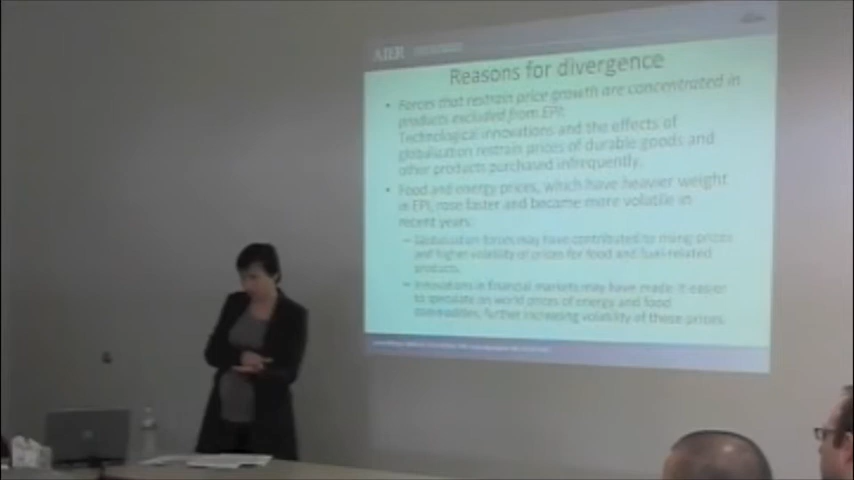 AIER
Reasons for divergence
• Forces that restrain price growth are concentrated in
products excluded from EPI:
Technological innovations and the effects of
globalization restrain prices of durable goods and
other products purchased infrequently.
• Food and energy prices, which have heavier weight
in EPI, rose faster and became more volatile in
recent years:
– Globalization forces may have contributed to rising prices
and higher volatility of prices for food and fuel-related
products.
– Innovations in financial markets may have made it easier
to speculate on world prices of energy and food
commodities, further increasing volatility of these prices